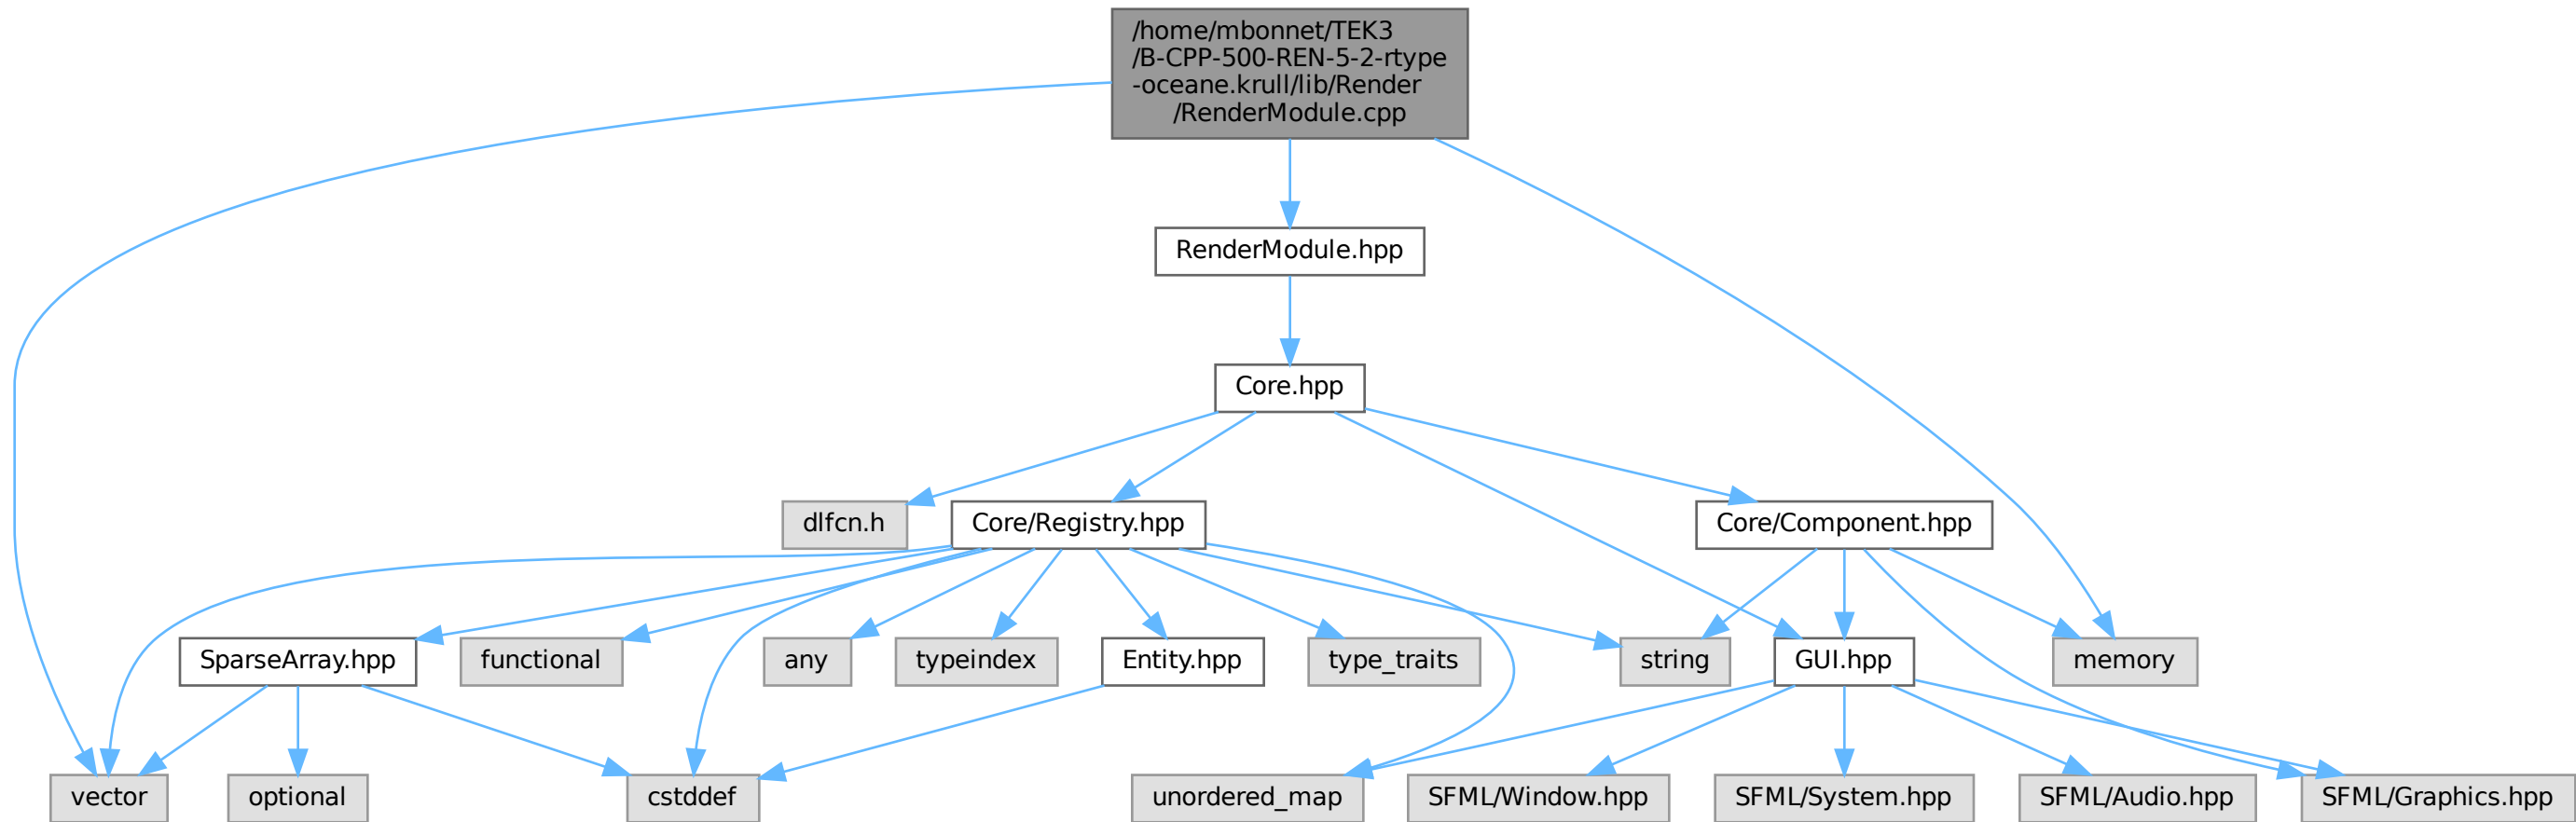 /home/mbonnet/TEK3
/B-CPP-500-REN-5-2-rtype
-oceane.krull/lib/Render
/RenderModule.cpp
RenderModule.hpp
Core.hpp
dlfcn.h
Core/Registry.hpp
Core/Component.hpp
SparseArray.hpp
functional
any
typeindex
Entity.hpp
type_traits
string
GUI.hpp
memory
vector
optional
cstddef
unordered_map
SFML/Window.hpp
SFML/System.hpp
SFML/Audio.hpp
SFML/Graphics.hpp